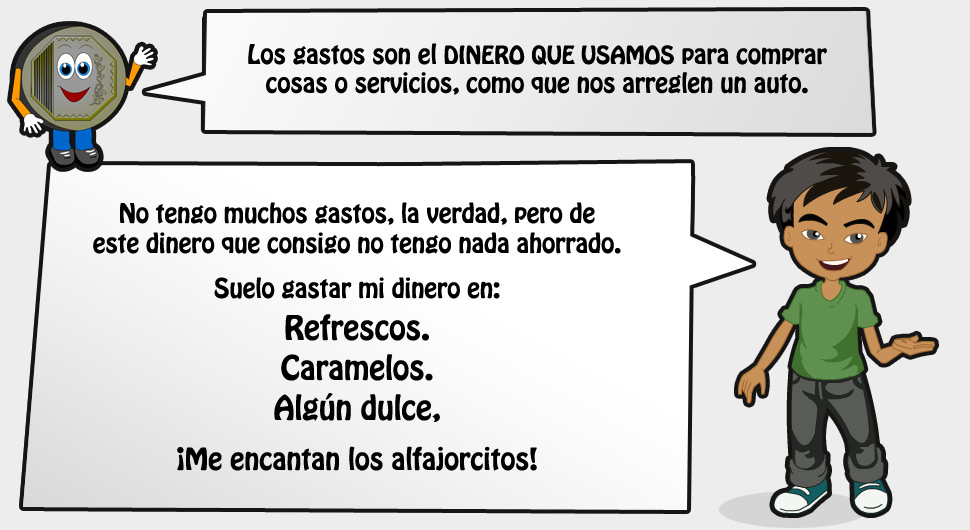 Los gastos son el DINERO QUE USAMOS para comprar
cosas o servicios, como que nos arreglen un auto.
No tengo muchos gastos, la verdad, pero de
este dinero que consigo no tengo nada ahorrado.
Suelo gastar mi dinero en:
Refrescos.
Caramelos.
Algún dulce,
¡Me encantan los alfajorcitos!